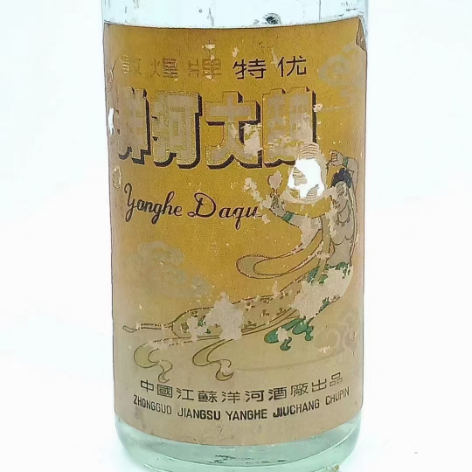 敦煌牌 特优
洋河大麯
Yanghe Daqu
中國江蘇洋河酒廠出品
ZHONGGUO JIANGSU YANGHE JIUCHANG CHUPIN